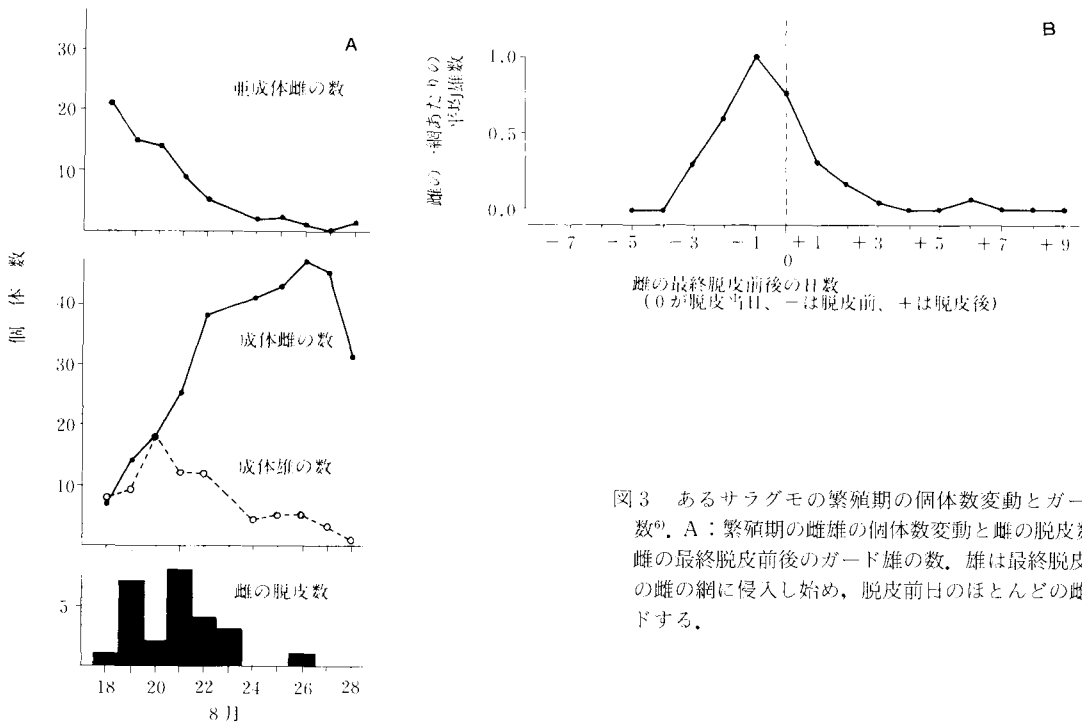 A
30
亜成体雌の数
20
10
個体数
40
成体雌の数
30
20
成体雄の数
10
雌の脱皮数
5
18 20 22 24 26 28
8月
B
雌の一網あたりの
平均雄数
1.0
0.5
0.0
−7 −5 −3 −1 +1 +3 +5 +7 +9
0
雌の最終脱皮前後の日数
(0が脱皮当日、−は脱皮前、+は脱皮後)
図3 あるサラグモの繁殖期の個体数変動とガー
数⁶⁾. A:繁殖期の雌雄の個体数変動と雌の脱皮数
雌の最終脱皮前後のガード雄の数. 雄は最終脱皮
の雌の網に侵入し始め, 脱皮前日のほとんどの雌
ドする.